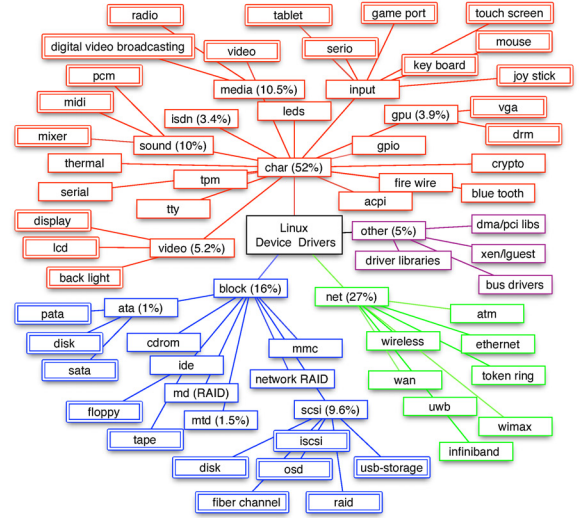 radio
tablet
game port
touch screen
digital video broadcasting
video
serio
mouse
key board
pcm
media (10.5%)
input
joy stick
midi
isdn (3.4%)
leds
gpu (3.9%)
vga
mixer
sound (10%)
gpio
drm
thermal
char (52%)
crypto
serial
tpm
fire wire
blue tooth
tty
acpi
display
Linux
Device Drivers
other (5%)
dma/pci libs
lcd
video (5.2%)
driver libraries
xen/lguest
back light
bus drivers
block (16%)
net (27%)
pata
ata (1%)
atm
disk
cdrom
mmc
wireless
ethernet
sata
ide
network RAID
wan
token ring
floppy
md (RAID)
scsi (9.6%)
uwb
tape
mtd (1.5%)
wimax
iscsi
infiniband
disk
osd
usb-storage
fiber channel
raid